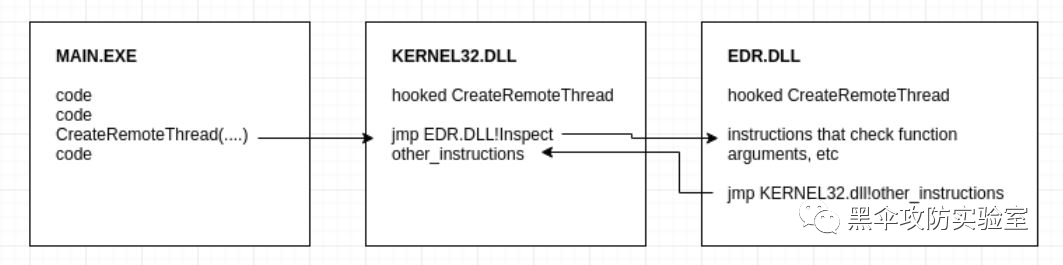 MAIN.EXE
code
code
CreateRemoteThread(....)
code
KERNEL32.DLL
hooked CreateRemoteThread
jmp EDR.DLL!Inspect
other_instructions
EDR.DLL
hooked CreateRemoteThread
instructions that check function
arguments, etc
jmp KERNEL32.dll!other_instructions
黑伞攻防实验室